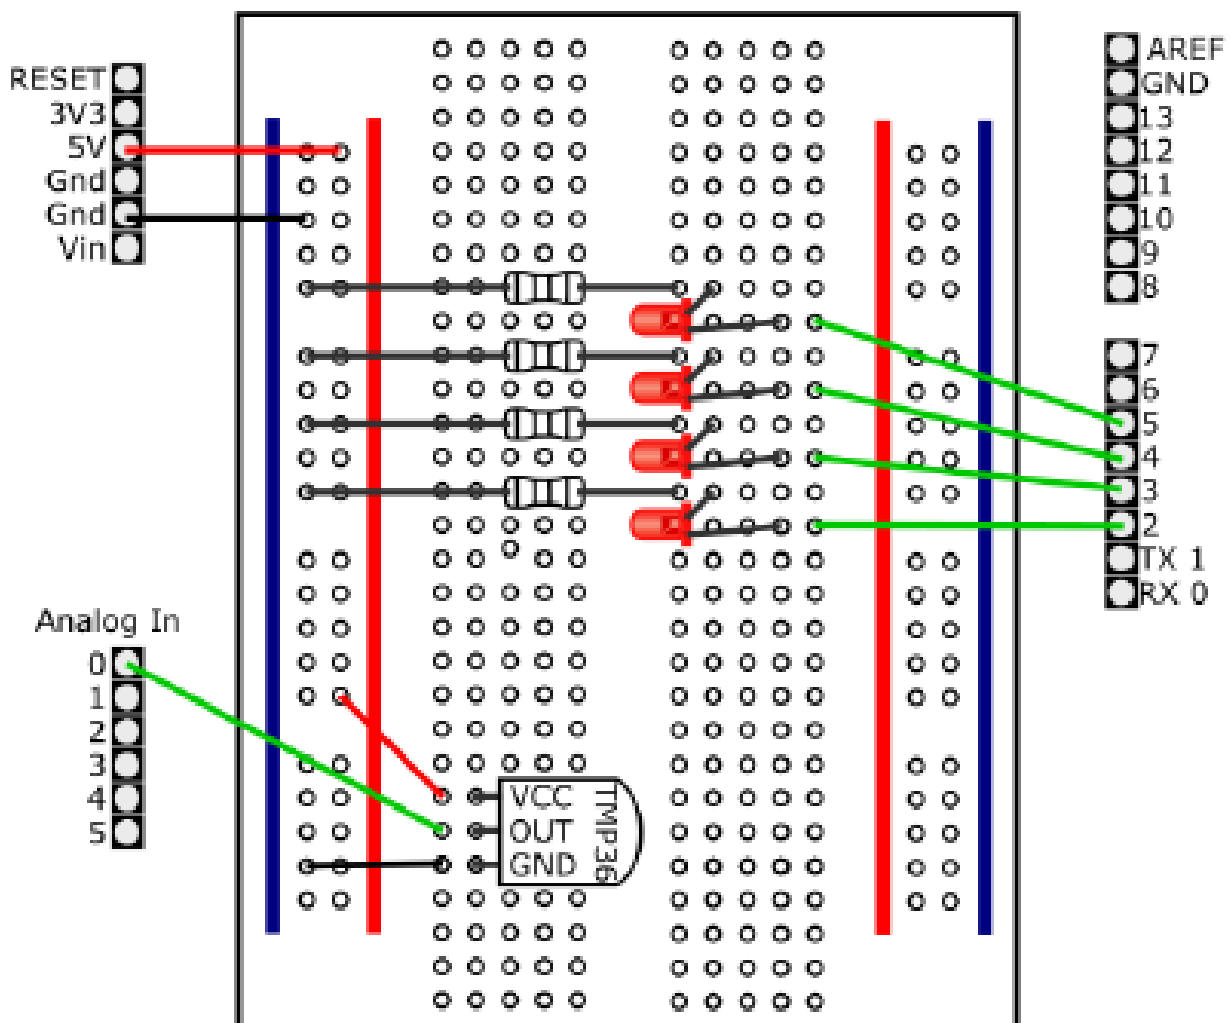 RESET
3V3
5V
Gnd
Gnd
Vin
Analog In
0
1
2
3
4
5
VCC
OUT
GND
TMP36
AREF
GND
13
12
11
10
9
8
7
6
5
4
3
2
TX 1
RX 0